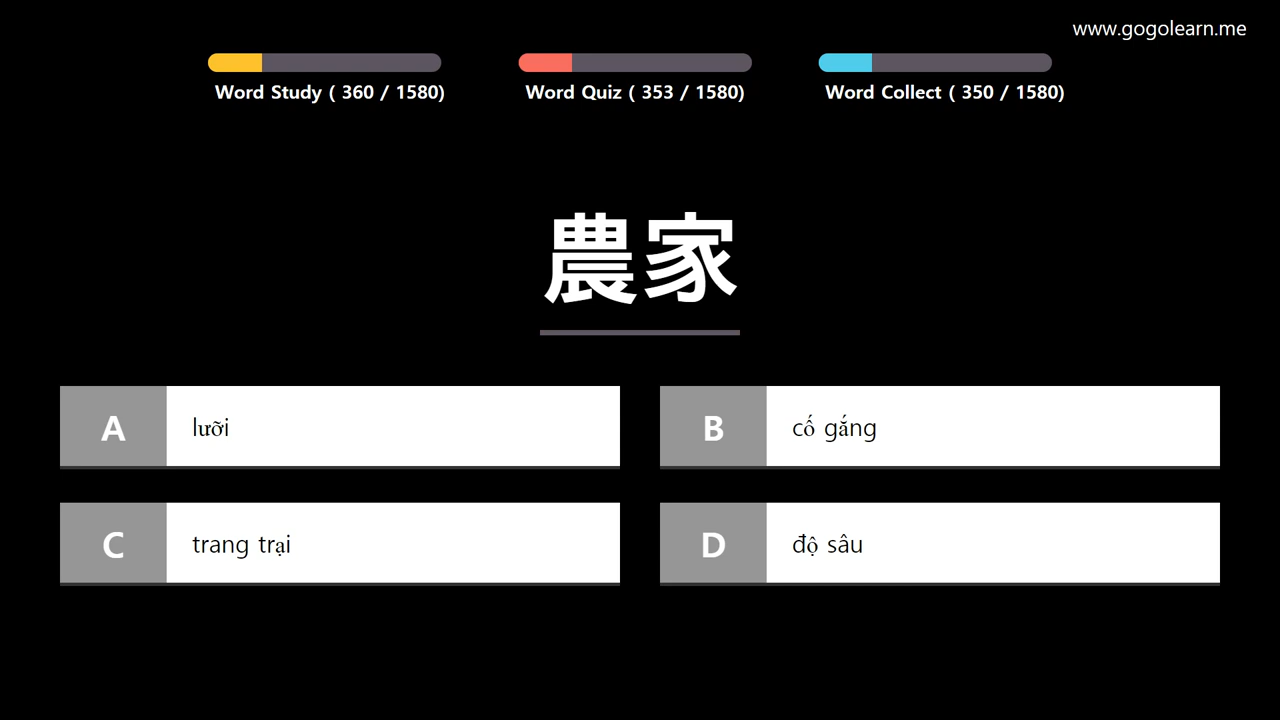 www.gogolearn.me
Word Study ( 360 / 1580)
Word Quiz ( 353 / 1580)
Word Collect ( 350 / 1580)
農家
A lưỡi
B cố gắng
C trang trại
D độ sâu